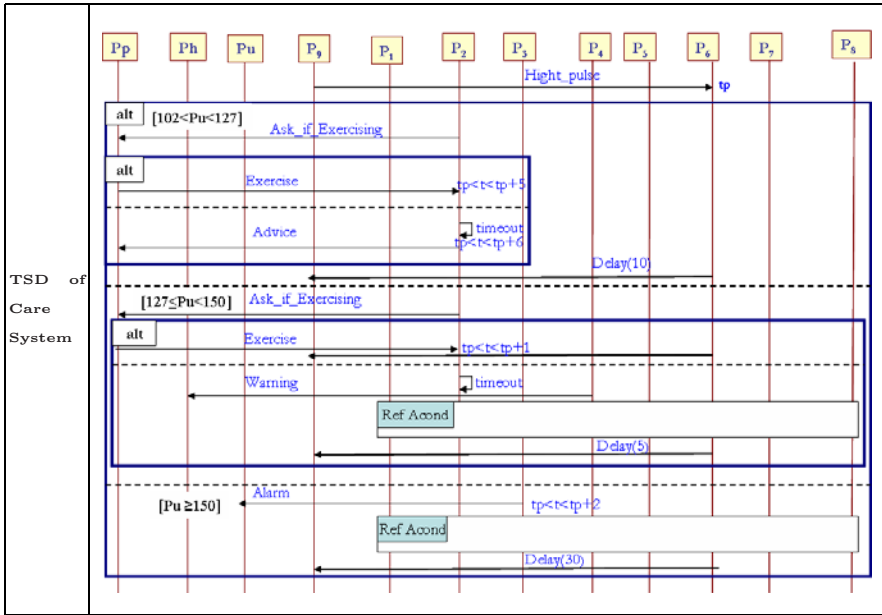 Pp Ph Pu P9 P1 P2 P3 P4 P5 P6 P7 P8
Hight_pulse
tp
alt [102<Pu<127]
Ask_if_Exercising
alt
Exercise tp<t<tp+5
timeout
Advice tp<t<tp+6
Delay(10)
[127≤Pu<150] Ask_if_Exercising
alt
Exercise tp<t<tp+1
Warning timeout
Ref Acond
Delay(5)
Alarm
[Pu ≥150] tp<t<tp+2
Ref Acond
Delay(30)
TSD of
Care
System